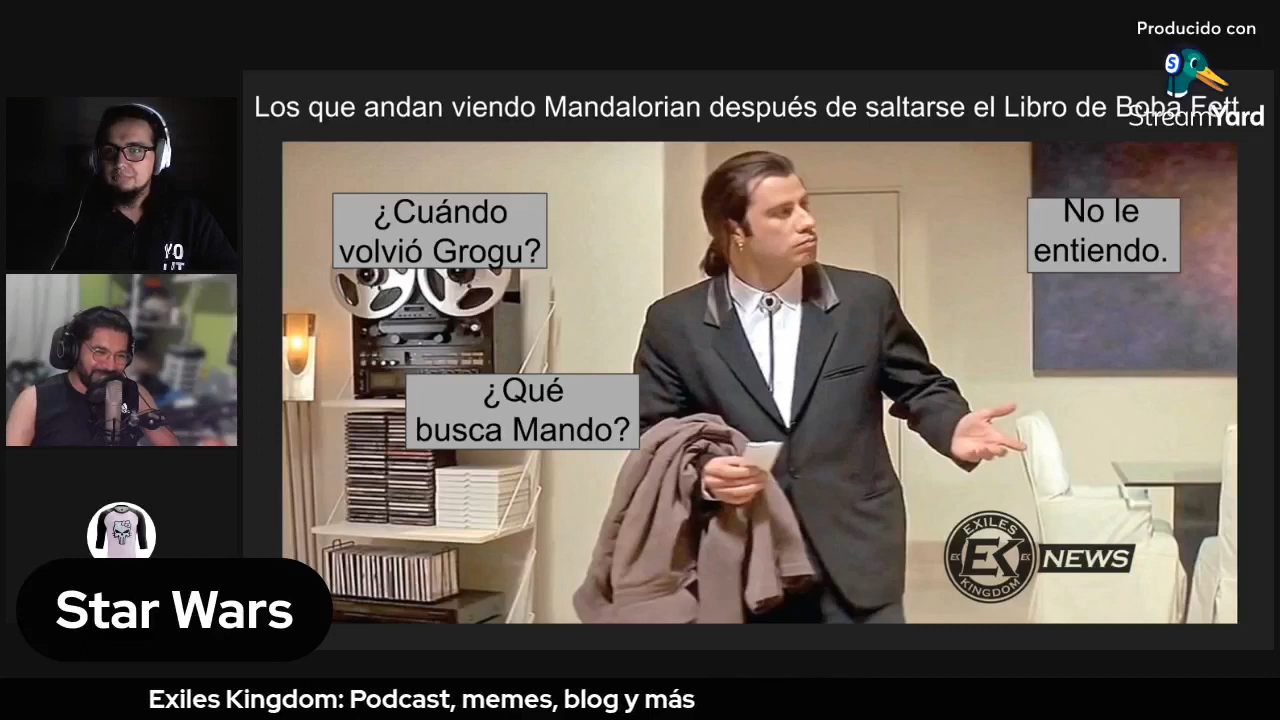 Producido con
StreamYard
Los que andan viendo Mandalorian después de saltarse el Libro de Boba Fett
¿Cuándo
volvió Grogu?
No le
entiendo.
¿Qué
busca Mando?
YO
EXILES
EK
KINGDOM
NEWS
Star Wars
Exiles Kingdom: Podcast, memes, blog y más